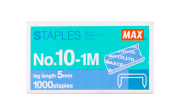 STAPLES MAX
No.10-1M
leg length 5mm
1000staples